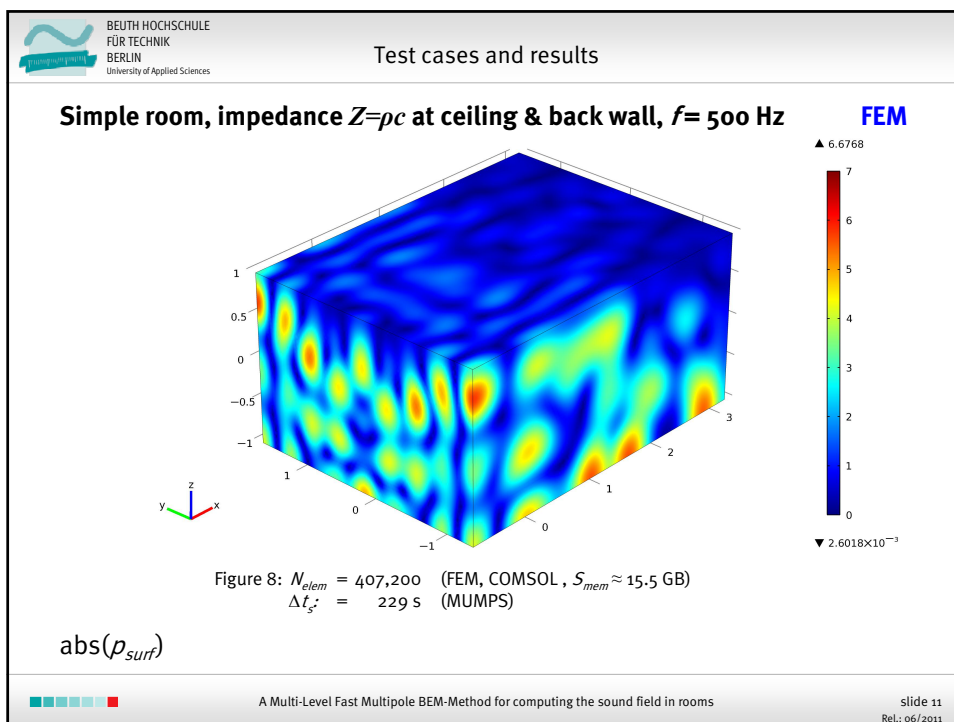 BEUTH HOCHSCHULE
FÜR TECHNIK
BERLIN
University of Applied Sciences
Test cases and results
Simple room, impedance Z=ρc at ceiling & back wall, f= 500 Hz
FEM
▲ 6.6768
7
6
5
4
3
2
1
0
▼ 2.6018×10⁻³
1
0.5
0
−0.5
−1
1
0
−1
0
1
2
3
z
y
x
Figure 8: N_elem = 407,200 (FEM, COMSOL , S_mem ≈ 15.5 GB)
Δt_s: = 229 s (MUMPS)
abs(p_surf)
A Multi-Level Fast Multipole BEM-Method for computing the sound field in rooms
slide 11
Rel.: 06/2011